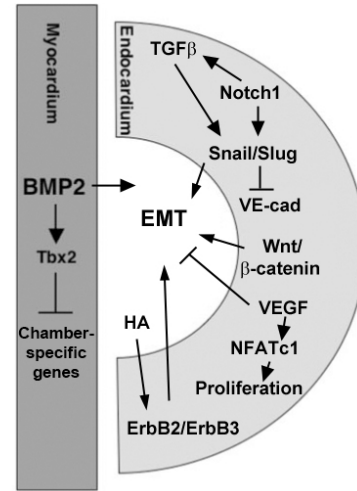 Myocardium
BMP2
Tbx2
Chamber-
specific
genes
Endocardium
TGFβ
Notch1
Snail/Slug
VE-cad
EMT
Wnt/
β-catenin
VEGF
NFATc1
Proliferation
HA
ErbB2/ErbB3